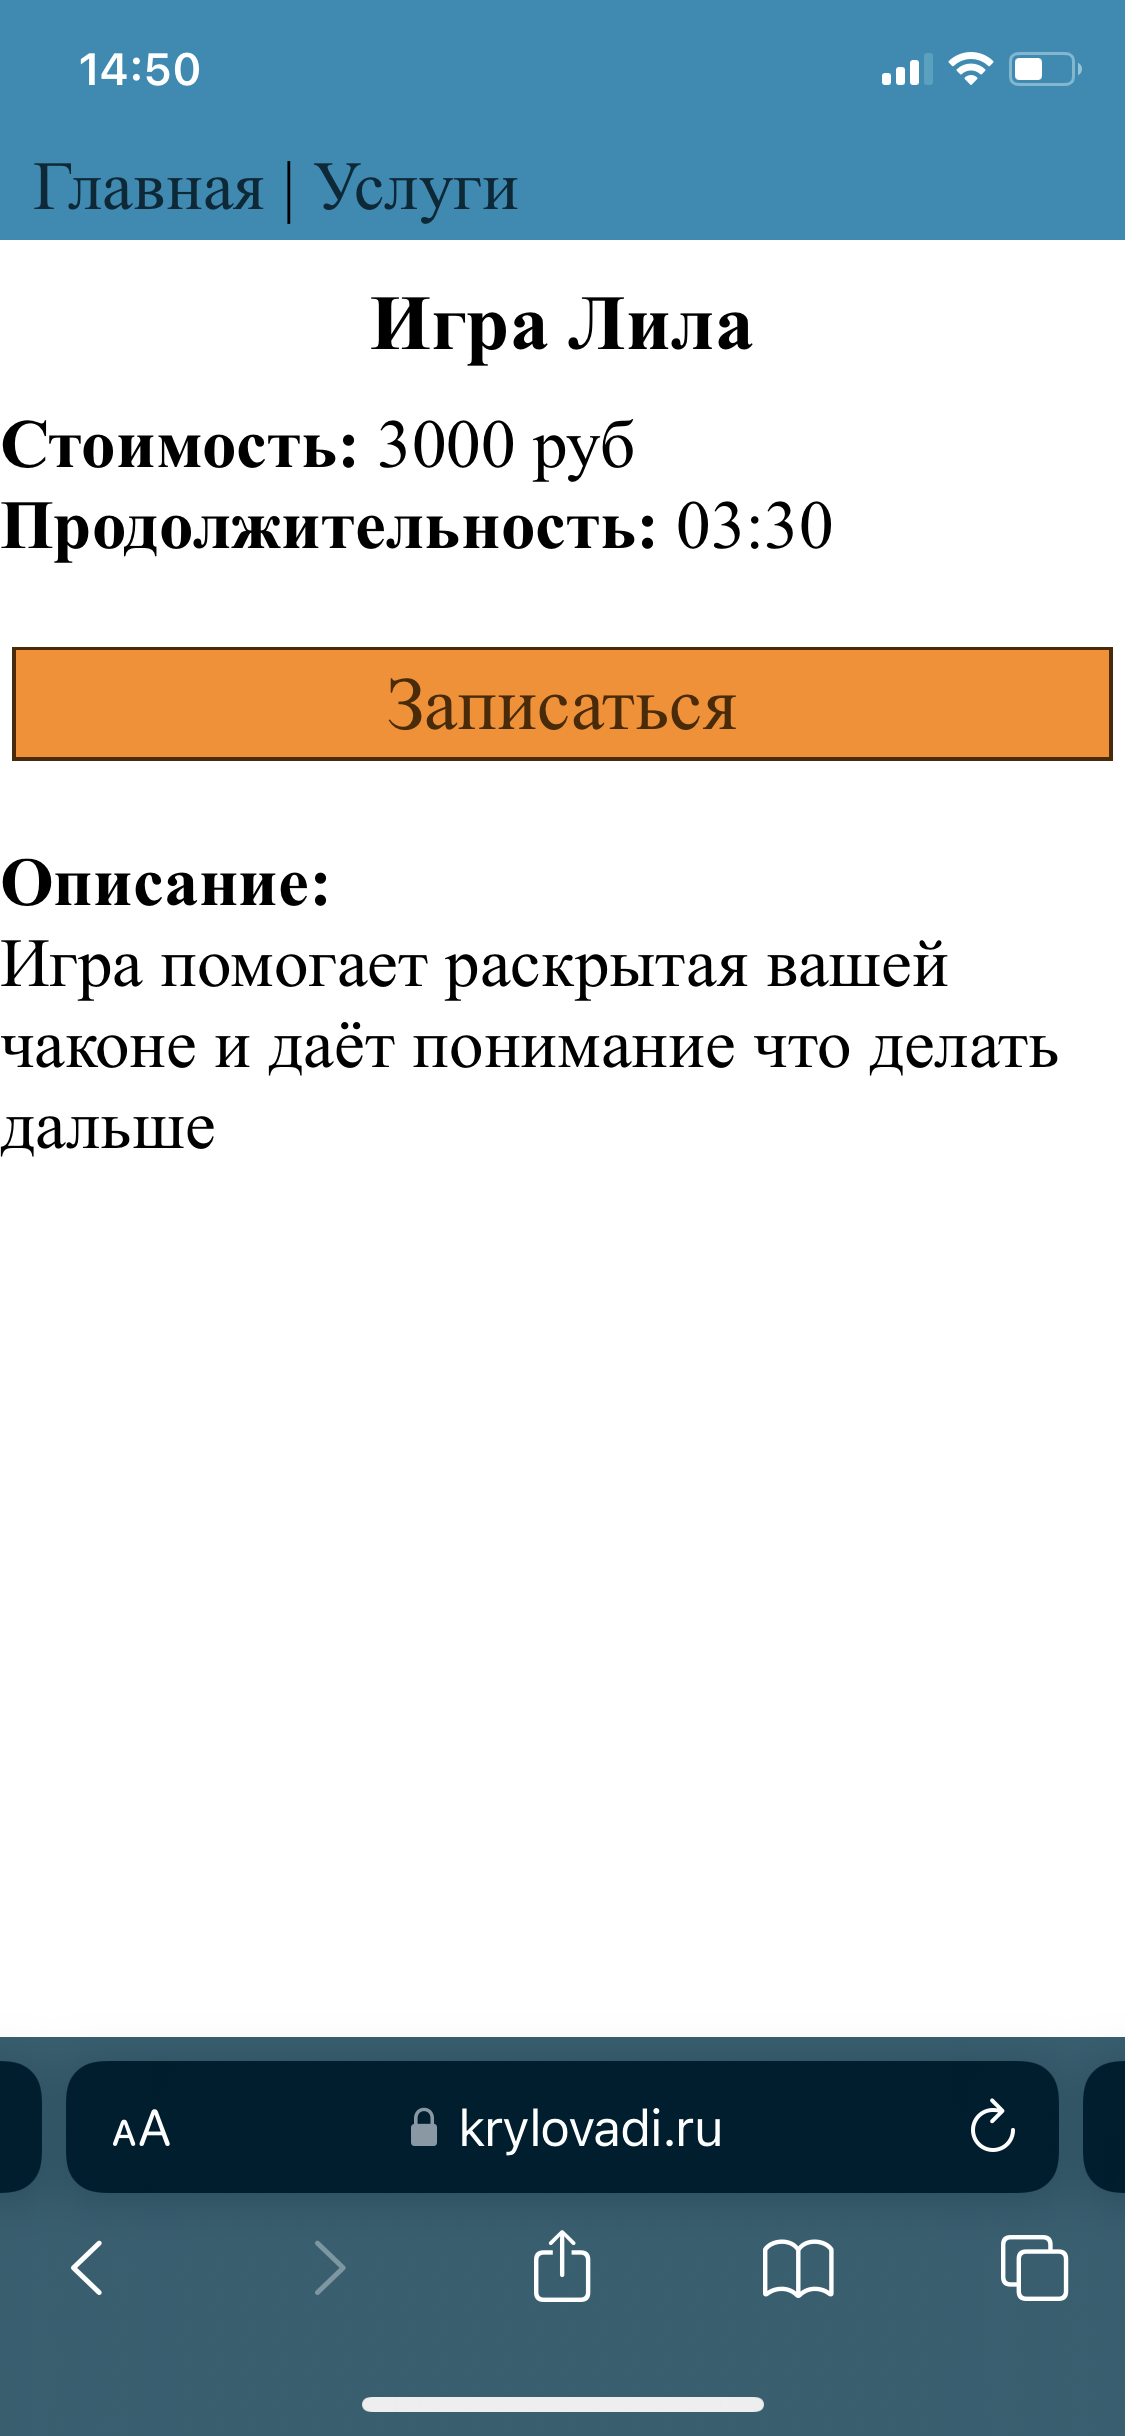 14:50
Главная | Услуги
Игра Лила
Стоимость: 3000 руб
Продолжительность: 03:30
Записаться
Описание:
Игра помогает раскрытая вашей
чаконе и даёт понимание что делать
дальше
AA krylovadi.ru